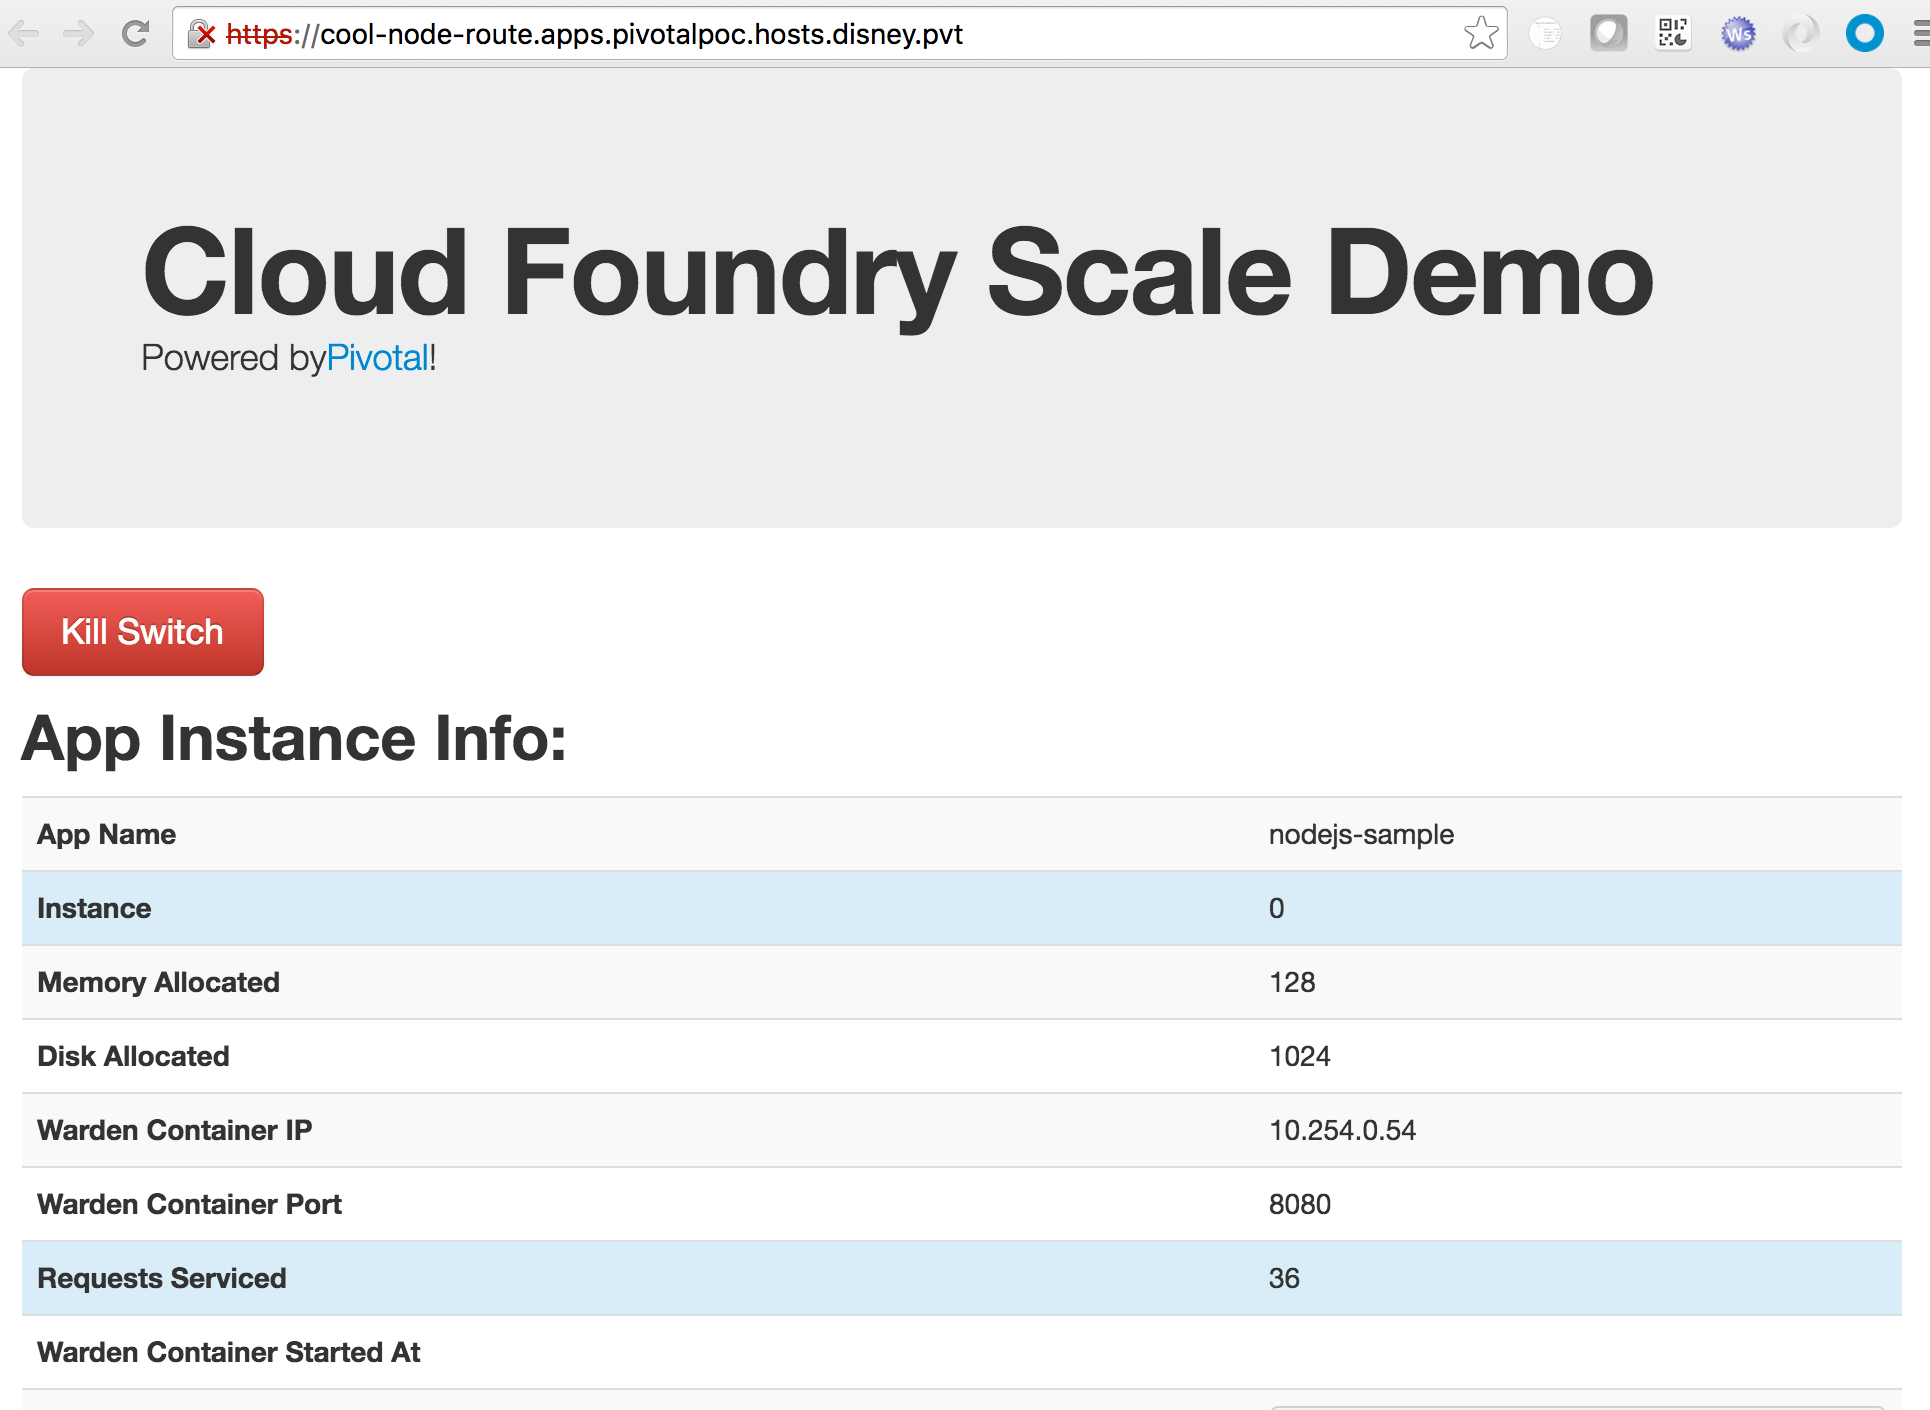 https://cool-node-route.apps.pivotalpoc.hosts.disney.pvt
Ws
Cloud Foundry Scale Demo
Powered byPivotal!
Kill Switch
App Instance Info:
App Name nodejs-sample
Instance 0
Memory Allocated 128
Disk Allocated 1024
Warden Container IP 10.254.0.54
Warden Container Port 8080
Requests Serviced 36
Warden Container Started At